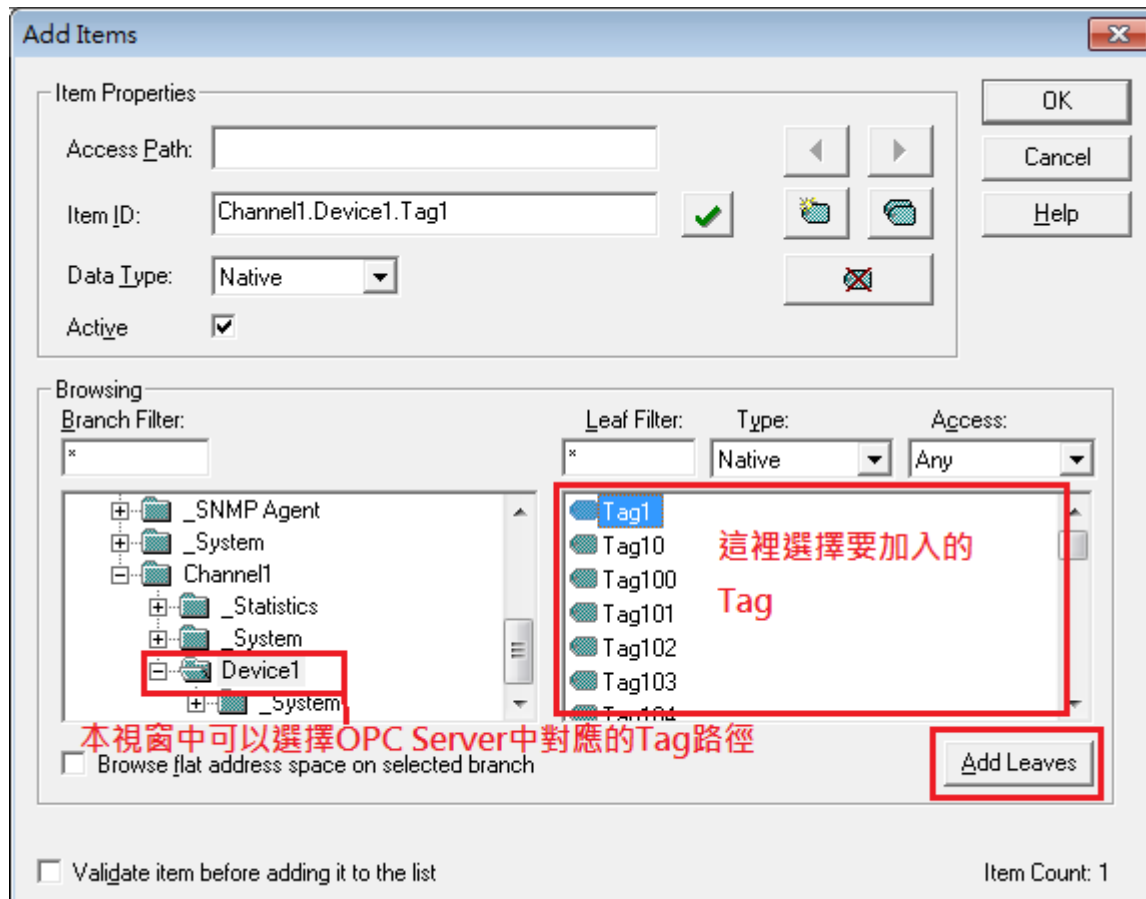 Add Items
Item Properties
OK
Access Path:
Cancel
Item ID: Channel1.Device1.Tag1
Help
Data Type: Native
Active
Browsing
Branch Filter: Leaf Filter: Type: Access:
* * Native Any
_SNMP Agent
_System
Channel1
_Statistics
_System
Device1
_System
Tag1
Tag10
Tag100
Tag101
Tag102
Tag103
Tag104
這裡選擇要加入的
Tag
本視窗中可以選擇OPC Server中對應的Tag路徑
Browse flat address space on selected branch
Add Leaves
Validate item before adding it to the list
Item Count: 1